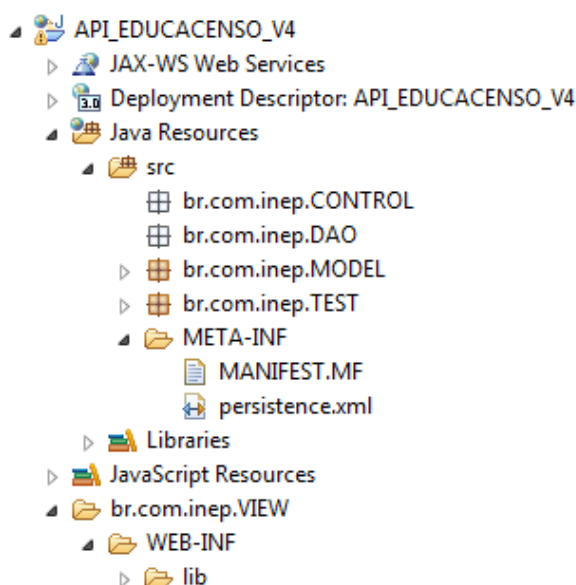 API_EDUCACENSO_V4
JAX-WS Web Services
3.0 Deployment Descriptor: API_EDUCACENSO_V4
Java Resources
src
br.com.inep.CONTROL
br.com.inep.DAO
br.com.inep.MODEL
br.com.inep.TEST
META-INF
MANIFEST.MF
persistence.xml
Libraries
JavaScript Resources
br.com.inep.VIEW
WEB-INF
lib